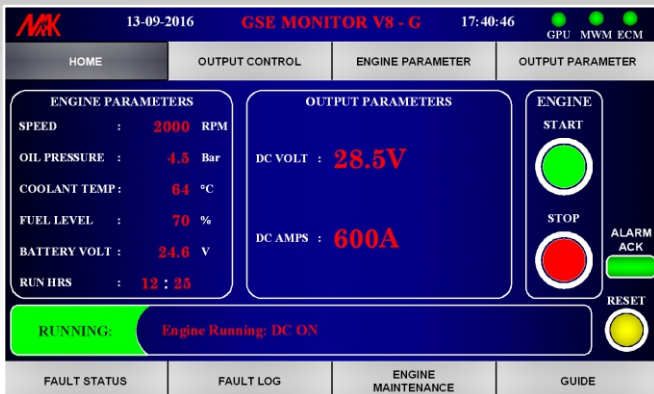 MAK 13-09-2016 GSE MONITOR V8 - G 17:40:46
GPU MWM ECM
HOME OUTPUT CONTROL ENGINE PARAMETER OUTPUT PARAMETER
ENGINE PARAMETERS
SPEED : 2000 RPM
OIL PRESSURE : 4.5 Bar
COOLANT TEMP : 64 °C
FUEL LEVEL : 70 %
BATTERY VOLT : 24.6 V
RUN HRS : 12 : 25
OUTPUT PARAMETERS
DC VOLT : 28.5V
DC AMPS : 600A
ENGINE
START
STOP
ALARM
ACK
RESET
RUNNING: Engine Running: DC ON
FAULT STATUS FAULT LOG ENGINE MAINTENANCE GUIDE